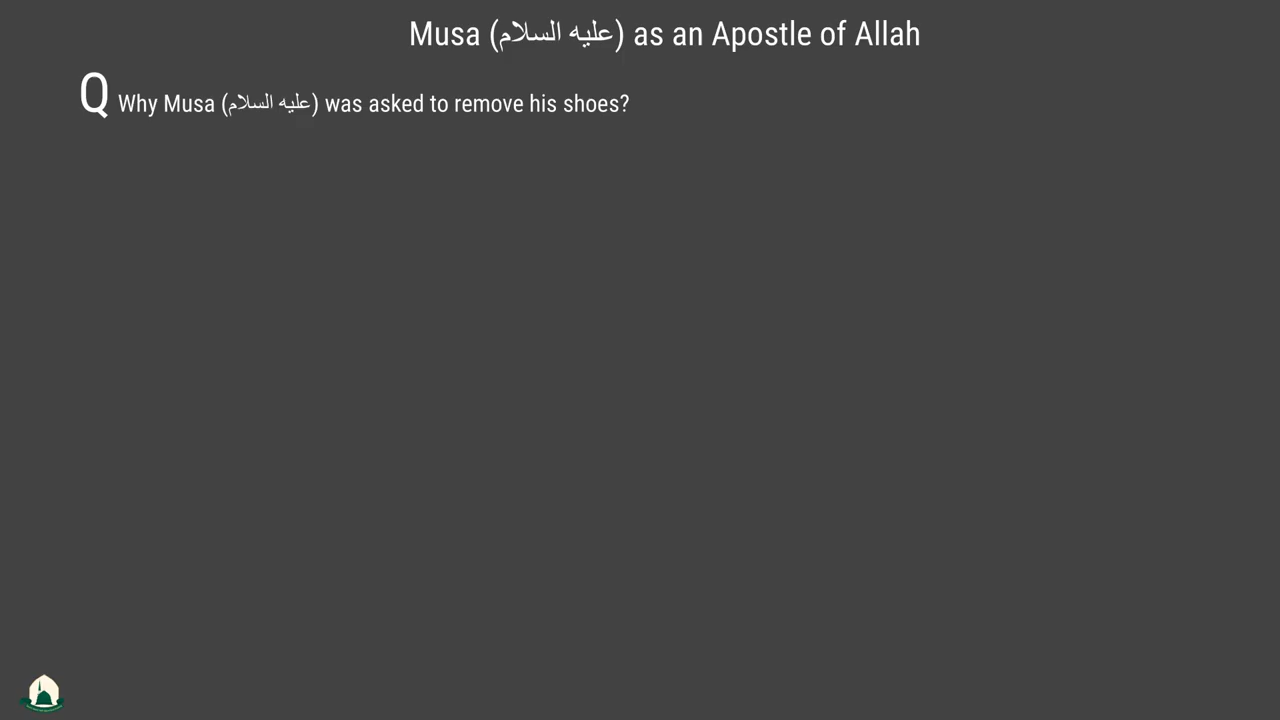 Musa (عليه السلام) as an Apostle of Allah
Q Why Musa (عليه السلام) was asked to remove his shoes?